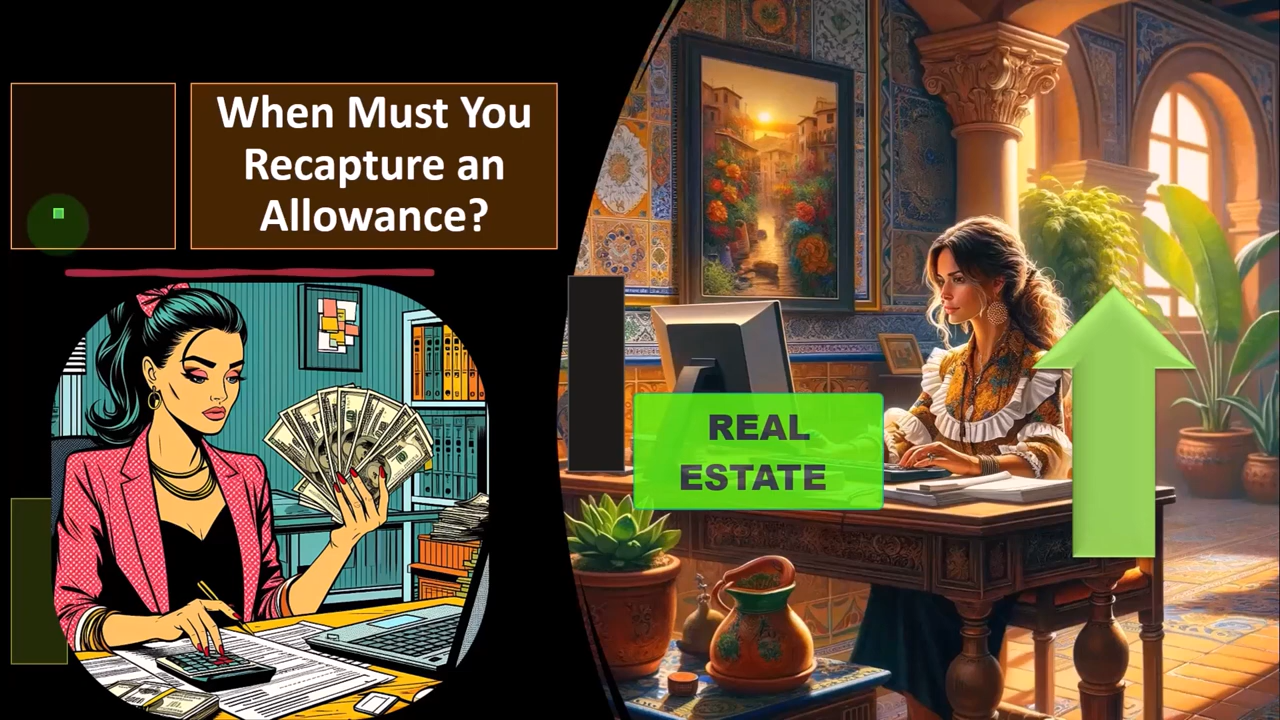 When Must You
Recapture an
Allowance?
REAL
ESTATE